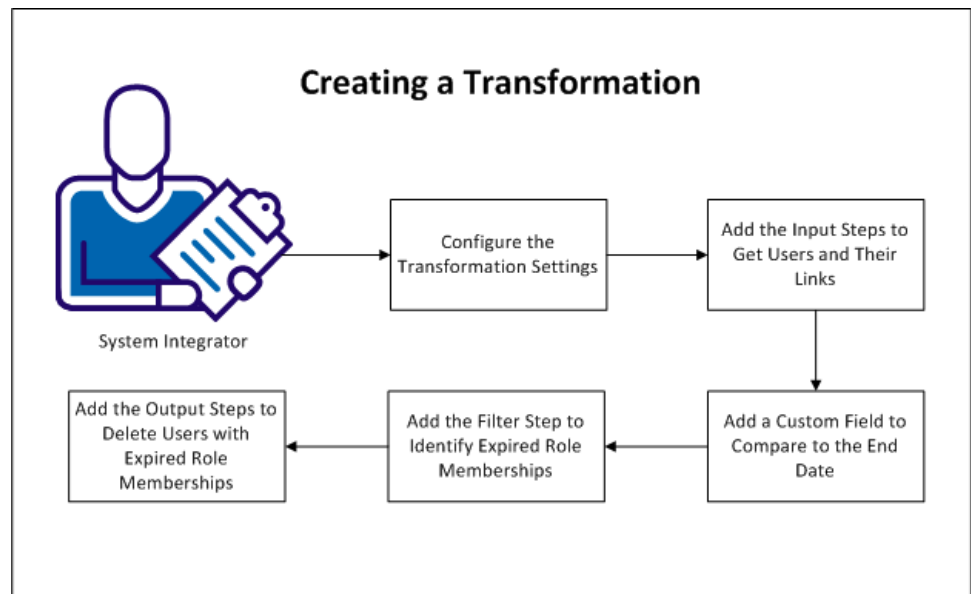 Creating a Transformation
Configure the
Transformation Settings
Add the Input Steps to
Get Users and Their
Links
System Integrator
Add a Custom Field to
Compare to the End
Date
Add the Filter Step to
Identify Expired Role
Memberships
Add the Output Steps to
Delete Users with
Expired Role
Memberships